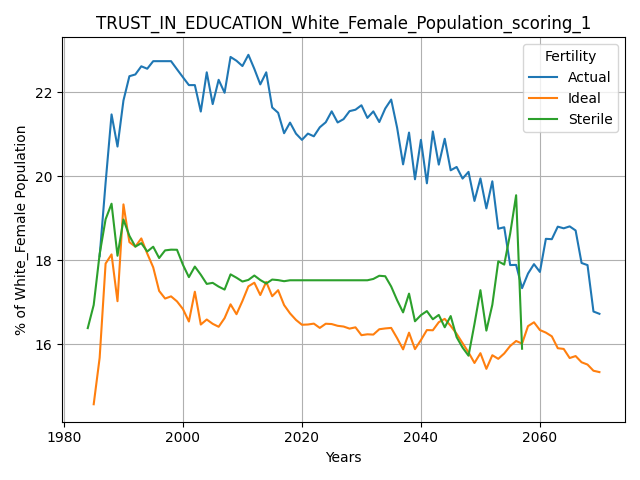 TRUST_IN_EDUCATION_White_Female_Population_scoring_1
% of White_Female Population
22
20
18
16
Fertility
Actual
Ideal
Sterile
1980
2000
2020
2040
2060
Years